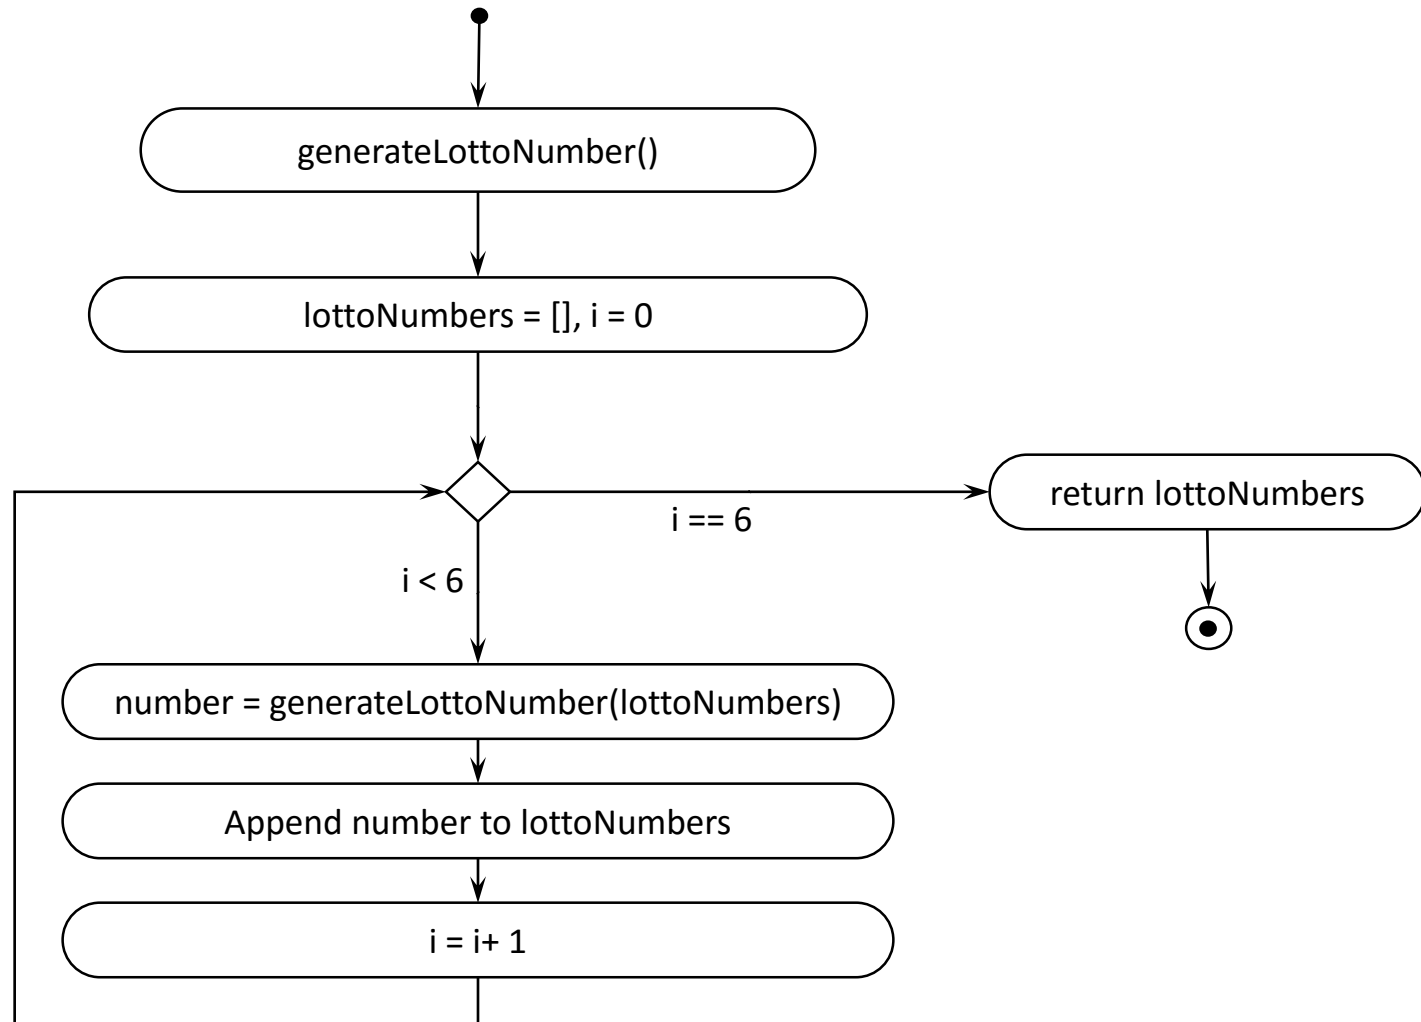 generateLottoNumber()
lottoNumbers = [], i = 0
i == 6
return lottoNumbers
i < 6
number = generateLottoNumber(lottoNumbers)
Append number to lottoNumbers
i = i+ 1